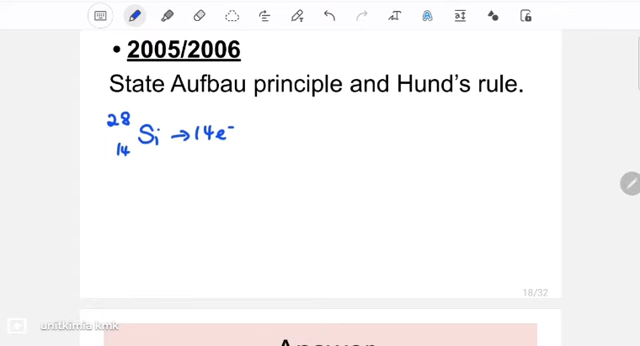 • 2005/2006
State Aufbau principle and Hund's rule.
28
14 Si → 14e⁻
18/32
unitkimia kmk
Answer